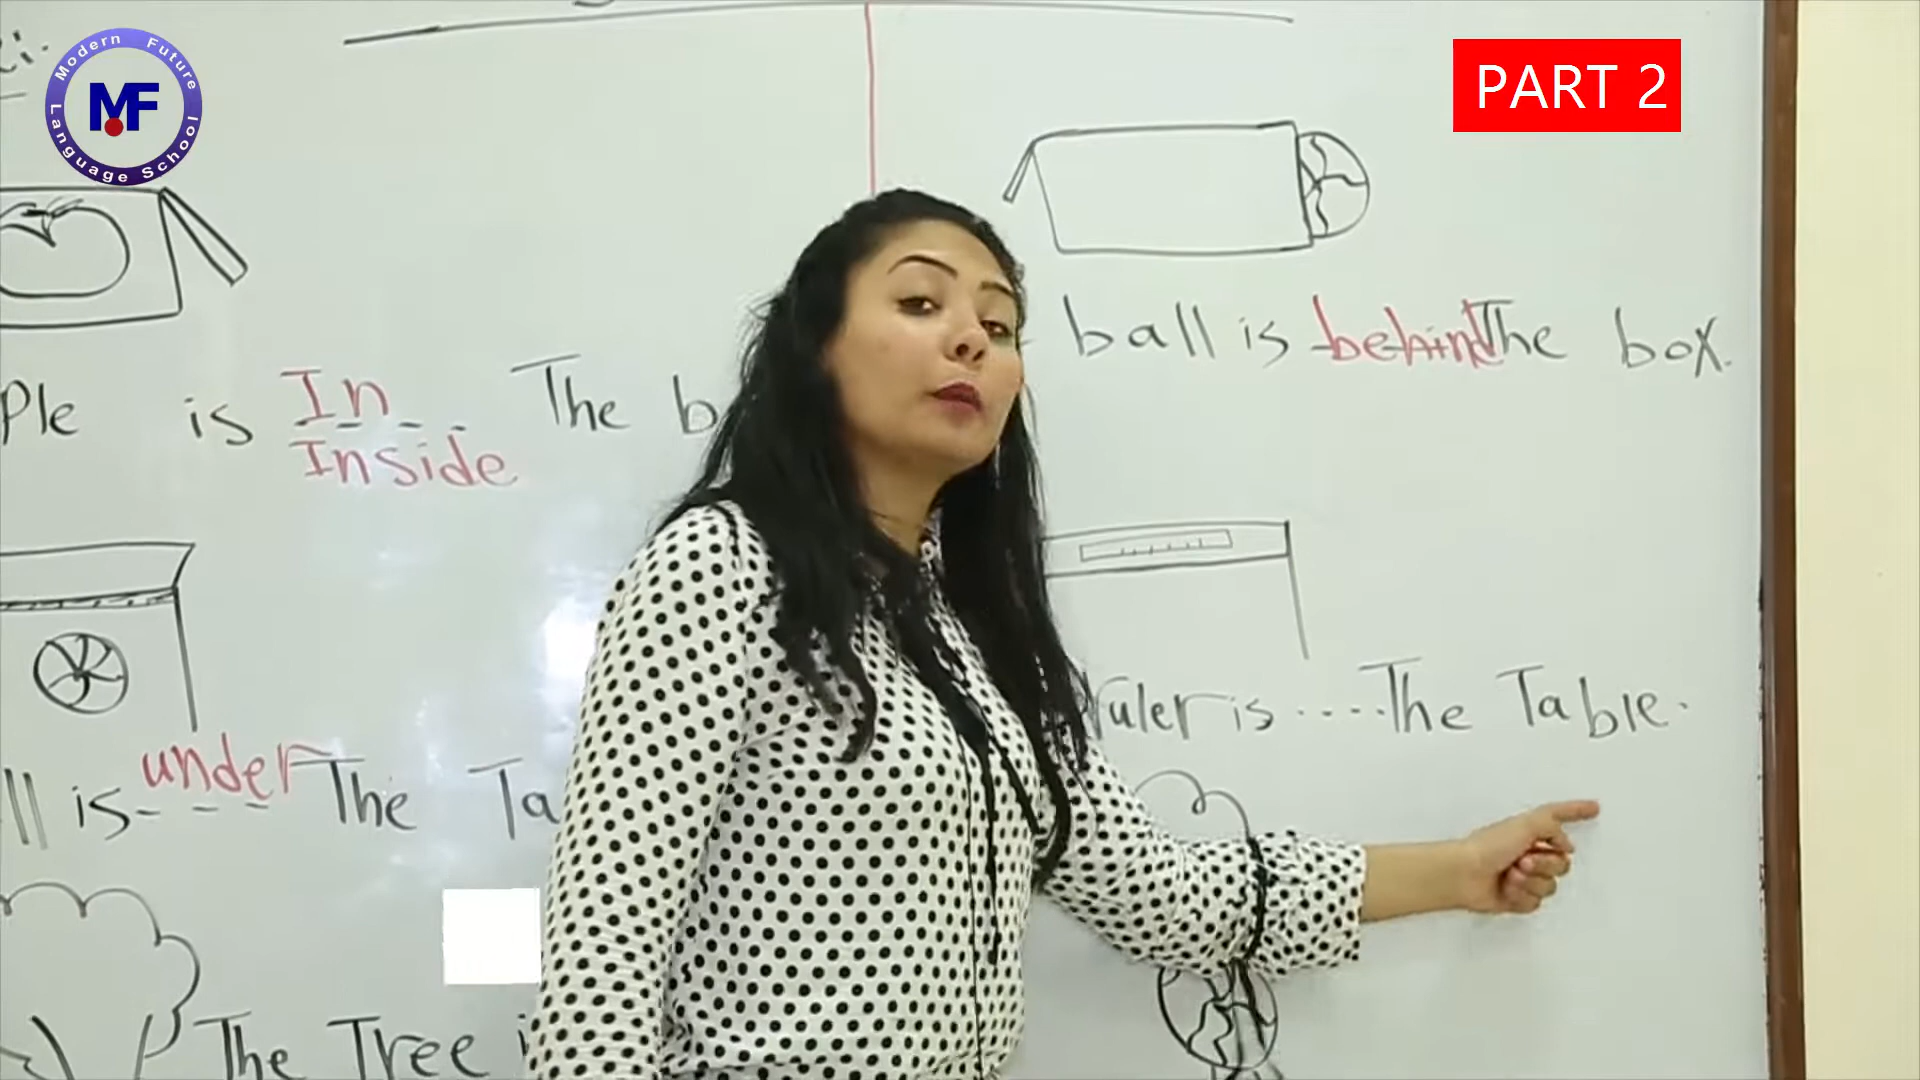 Modern Future Language School
MF
PART 2
ple is In The b
Inside
ball is behind The box.
ll is under The Ta
ruler is ..... The Table.
The Tree i